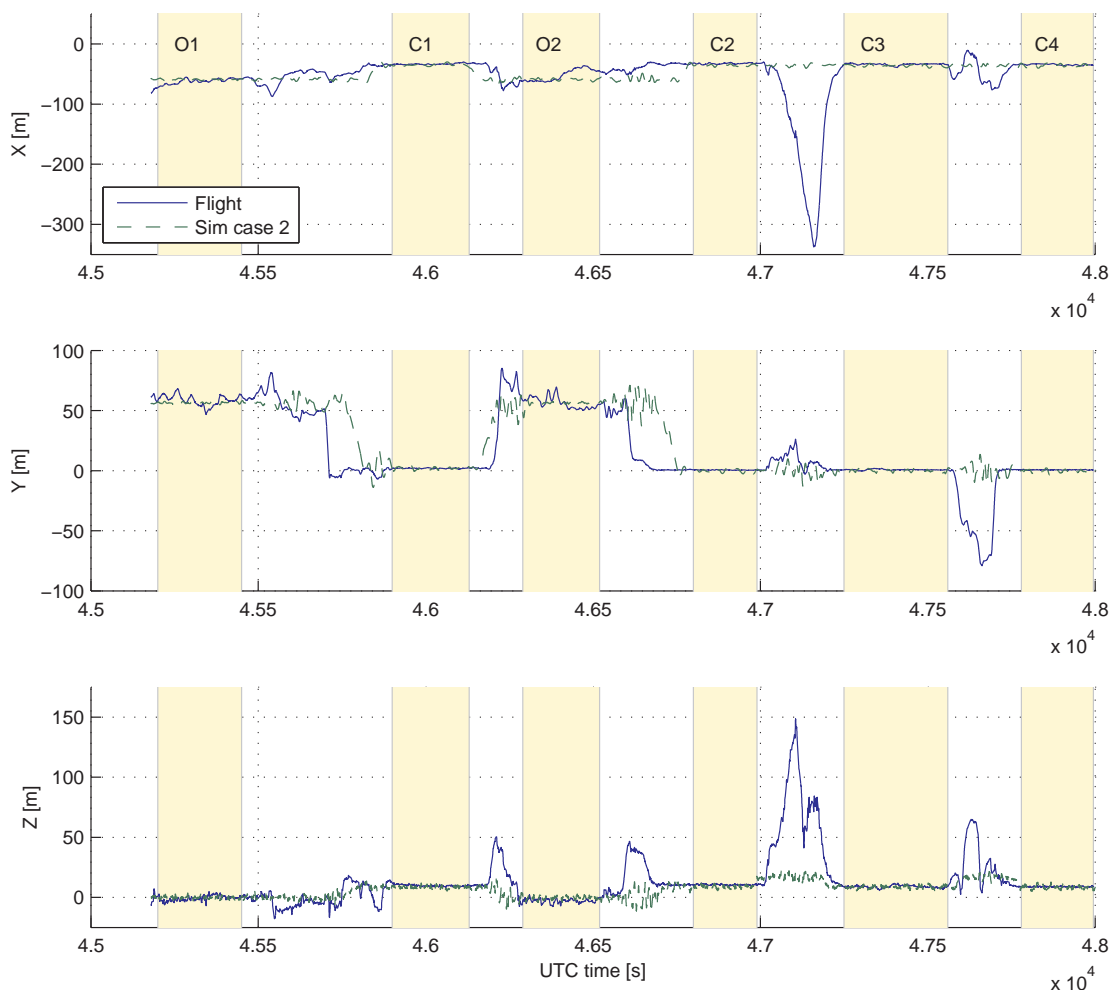 O1 C1 O2 C2 C3 C4
0
−100
−200
−300
X [m]
Flight
Sim case 2
4.5 4.55 4.6 4.65 4.7 4.75 4.8
x 10^4
100
50
0
−50
−100
Y [m]
4.5 4.55 4.6 4.65 4.7 4.75 4.8
x 10^4
150
100
50
0
Z [m]
4.5 4.55 4.6 4.65 4.7 4.75 4.8
UTC time [s]
x 10^4